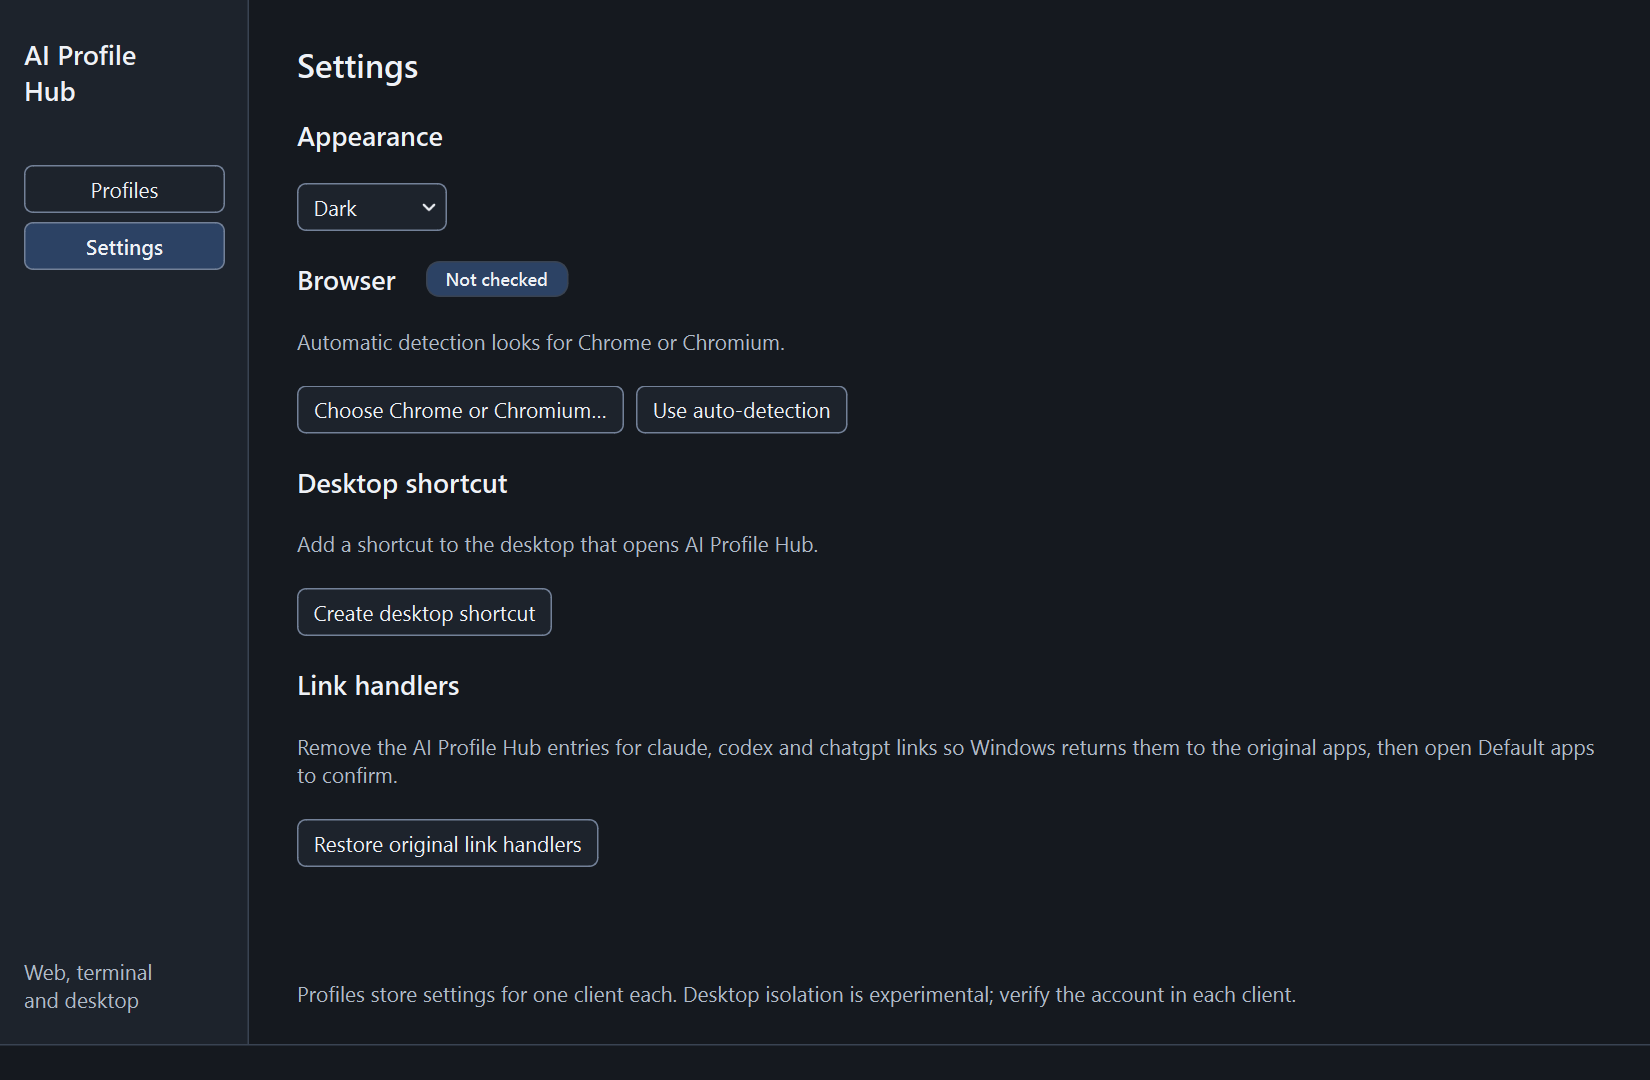 AI Profile
Hub
Profiles
Settings
Web, terminal
and desktop
Settings
Appearance
Dark
Browser
Not checked
Automatic detection looks for Chrome or Chromium.
Choose Chrome or Chromium...
Use auto-detection
Desktop shortcut
Add a shortcut to the desktop that opens AI Profile Hub.
Create desktop shortcut
Link handlers
Remove the AI Profile Hub entries for claude, codex and chatgpt links so Windows returns them to the original apps, then open Default apps
to confirm.
Restore original link handlers
Profiles store settings for one client each. Desktop isolation is experimental; verify the account in each client.